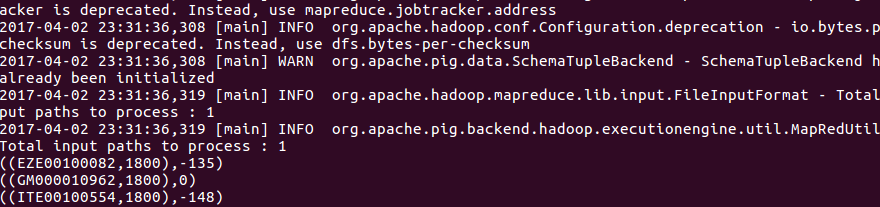 acker is deprecated. Instead, use mapreduce.jobtracker.address
2017-04-02 23:31:36,308 [main] INFO  org.apache.hadoop.conf.Configuration.deprecation - io.bytes.p
checksum is deprecated. Instead, use dfs.bytes-per-checksum
2017-04-02 23:31:36,308 [main] WARN  org.apache.pig.data.SchemaTupleBackend - SchemaTupleBackend h
already been initialized
2017-04-02 23:31:36,319 [main] INFO  org.apache.hadoop.mapreduce.lib.input.FileInputFormat - Total
put paths to process : 1
2017-04-02 23:31:36,319 [main] INFO  org.apache.pig.backend.hadoop.executionengine.util.MapRedUtil
Total input paths to process : 1
((EZE00100082,1800),-135)
((GM000010962,1800),0)
((ITE00100554,1800),-148)